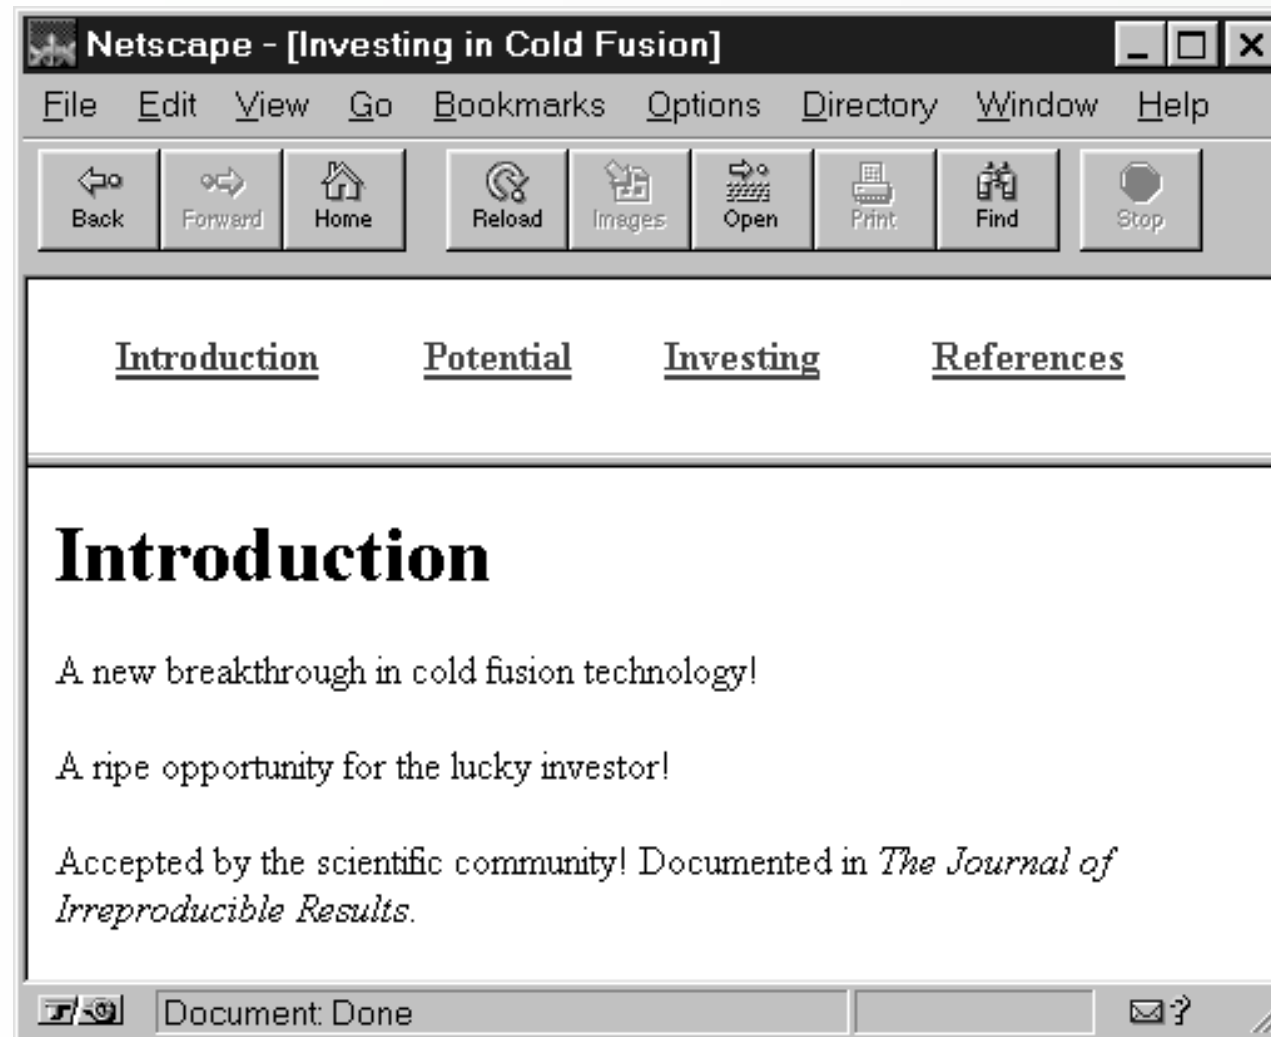 Netscape - [Investing in Cold Fusion]
File Edit View Go Bookmarks Options Directory Window Help
Back Forward Home Reload Images Open Print Find Stop
Introduction Potential Investing References
Introduction
A new breakthrough in cold fusion technology!
A ripe opportunity for the lucky investor!
Accepted by the scientific community! Documented in The Journal of
Irreproducible Results.
Document: Done